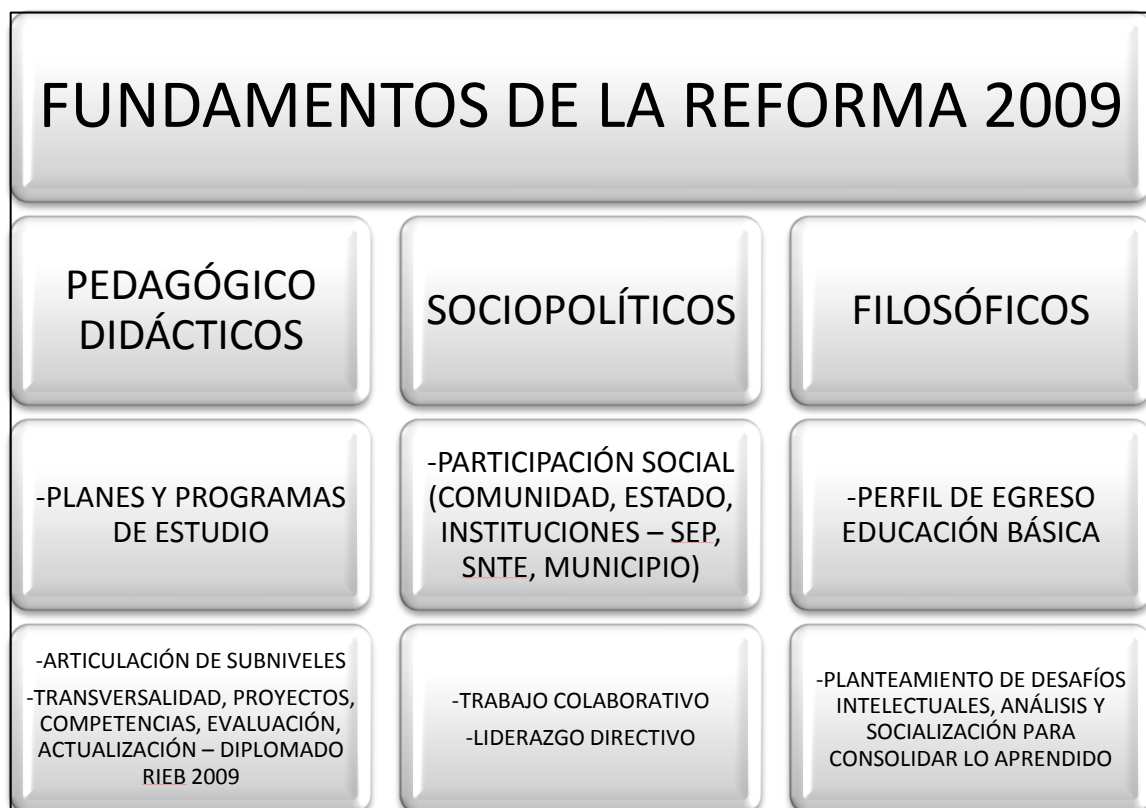 FUNDAMENTOS DE LA REFORMA 2009
PEDAGÓGICO
DIDÁCTICOS
SOCIOPOLÍTICOS
FILOSÓFICOS
-PLANES Y PROGRAMAS
DE ESTUDIO
-PARTICIPACIÓN SOCIAL
(COMUNIDAD, ESTADO,
INSTITUCIONES – SEP,
SNTE, MUNICIPIO)
-PERFIL DE EGRESO
EDUCACIÓN BÁSICA
-ARTICULACIÓN DE SUBNIVELES
-TRANSVERSALIDAD, PROYECTOS,
COMPETENCIAS, EVALUACIÓN,
ACTUALIZACIÓN – DIPLOMADO
RIEB 2009
-TRABAJO COLABORATIVO
-LIDERAZGO DIRECTIVO
-PLANTEAMIENTO DE DESAFÍOS
INTELECTUALES, ANÁLISIS Y
SOCIALIZACIÓN PARA
CONSOLIDAR LO APRENDIDO